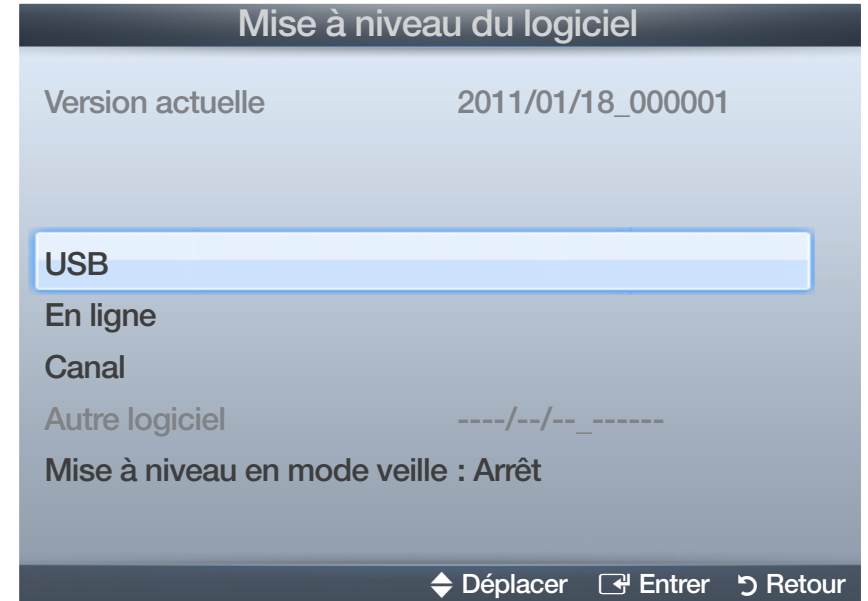 Mise à niveau du logiciel
Version actuelle 2011/01/18_000001
USB
En ligne
Canal
Autre logiciel ----/--/--_------
Mise à niveau en mode veille : Arrêt
Déplacer Entrer Retour